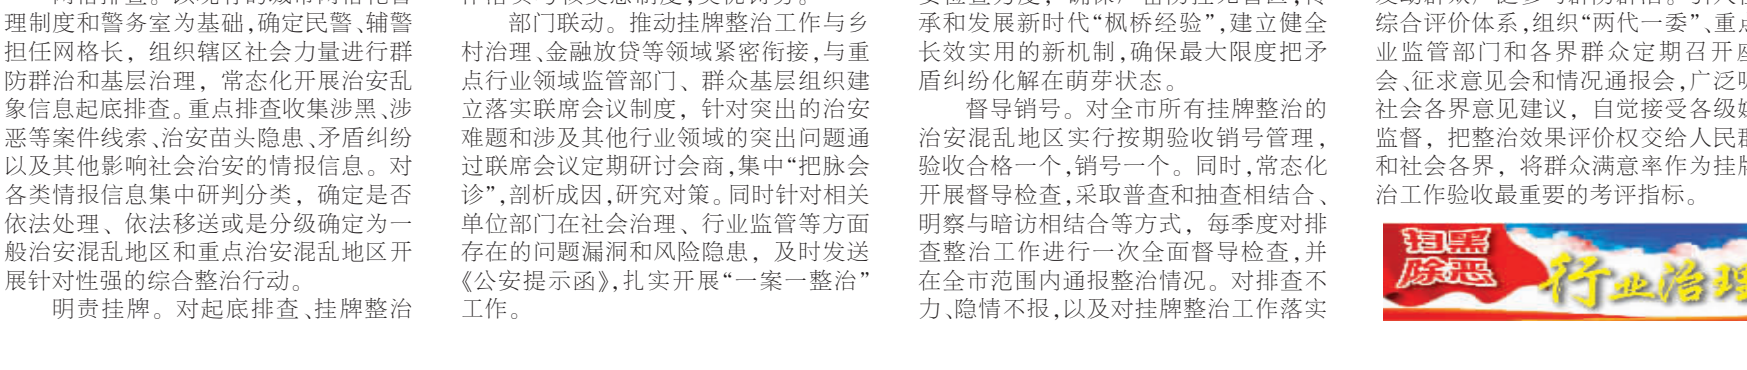 理制度和警务室为基础,确定民警、辅警
担任网格长，组织辖区社会力量进行群
防群治和基层治理，常态化开展治安乱
象信息起底排查。重点排查收集涉黑、涉
恶等案件线索、治安苗头隐患、矛盾纠纷
以及其他影响社会治安的情报信息。对
各类情报信息集中研判分类，确定是否
依法处理、依法移送或是分级确定为一
般治安混乱地区和重点治安混乱地区开
展针对性强的综合整治行动。
明责挂牌。对起底排查、挂牌整治
部门联动。推动挂牌整治工作与乡
村治理、金融放贷等领域紧密衔接,与重
点行业领域监管部门、群众基层组织建
立落实联席会议制度，针对突出的治安
难题和涉及其他行业领域的突出问题通
过联席会议定期研讨会商,集中“把脉会
诊”,剖析成因,研究对策。同时针对相关
单位部门在社会治理、行业监管等方面
存在的问题漏洞和风险隐患，及时发送
《公安提示函》,扎实开展“一案一整治”
工作。
承和发展新时代“枫桥经验”,建立健全
长效实用的新机制,确保最大限度把矛
盾纠纷化解在萌芽状态。
督导销号。对全市所有挂牌整治的
治安混乱地区实行按期验收销号管理，
验收合格一个,销号一个。同时,常态化
开展督导检查,采取普查和抽查相结合、
明察与暗访相结合等方式，每季度对排
查整治工作进行一次全面督导检查,并
在全市范围内通报整治情况。对排查不
力、隐情不报,以及对挂牌整治工作落实
综合评价体系,组织“两代一委”、重点
业监管部门和各界群众定期召开座
会、征求意见会和情况通报会,广泛听
社会各界意见建议，自觉接受各级媒
监督，把整治效果评价权交给人民群
和社会各界，将群众满意率作为挂牌
治工作验收最重要的考评指标。
扫黑
除恶
行业治理